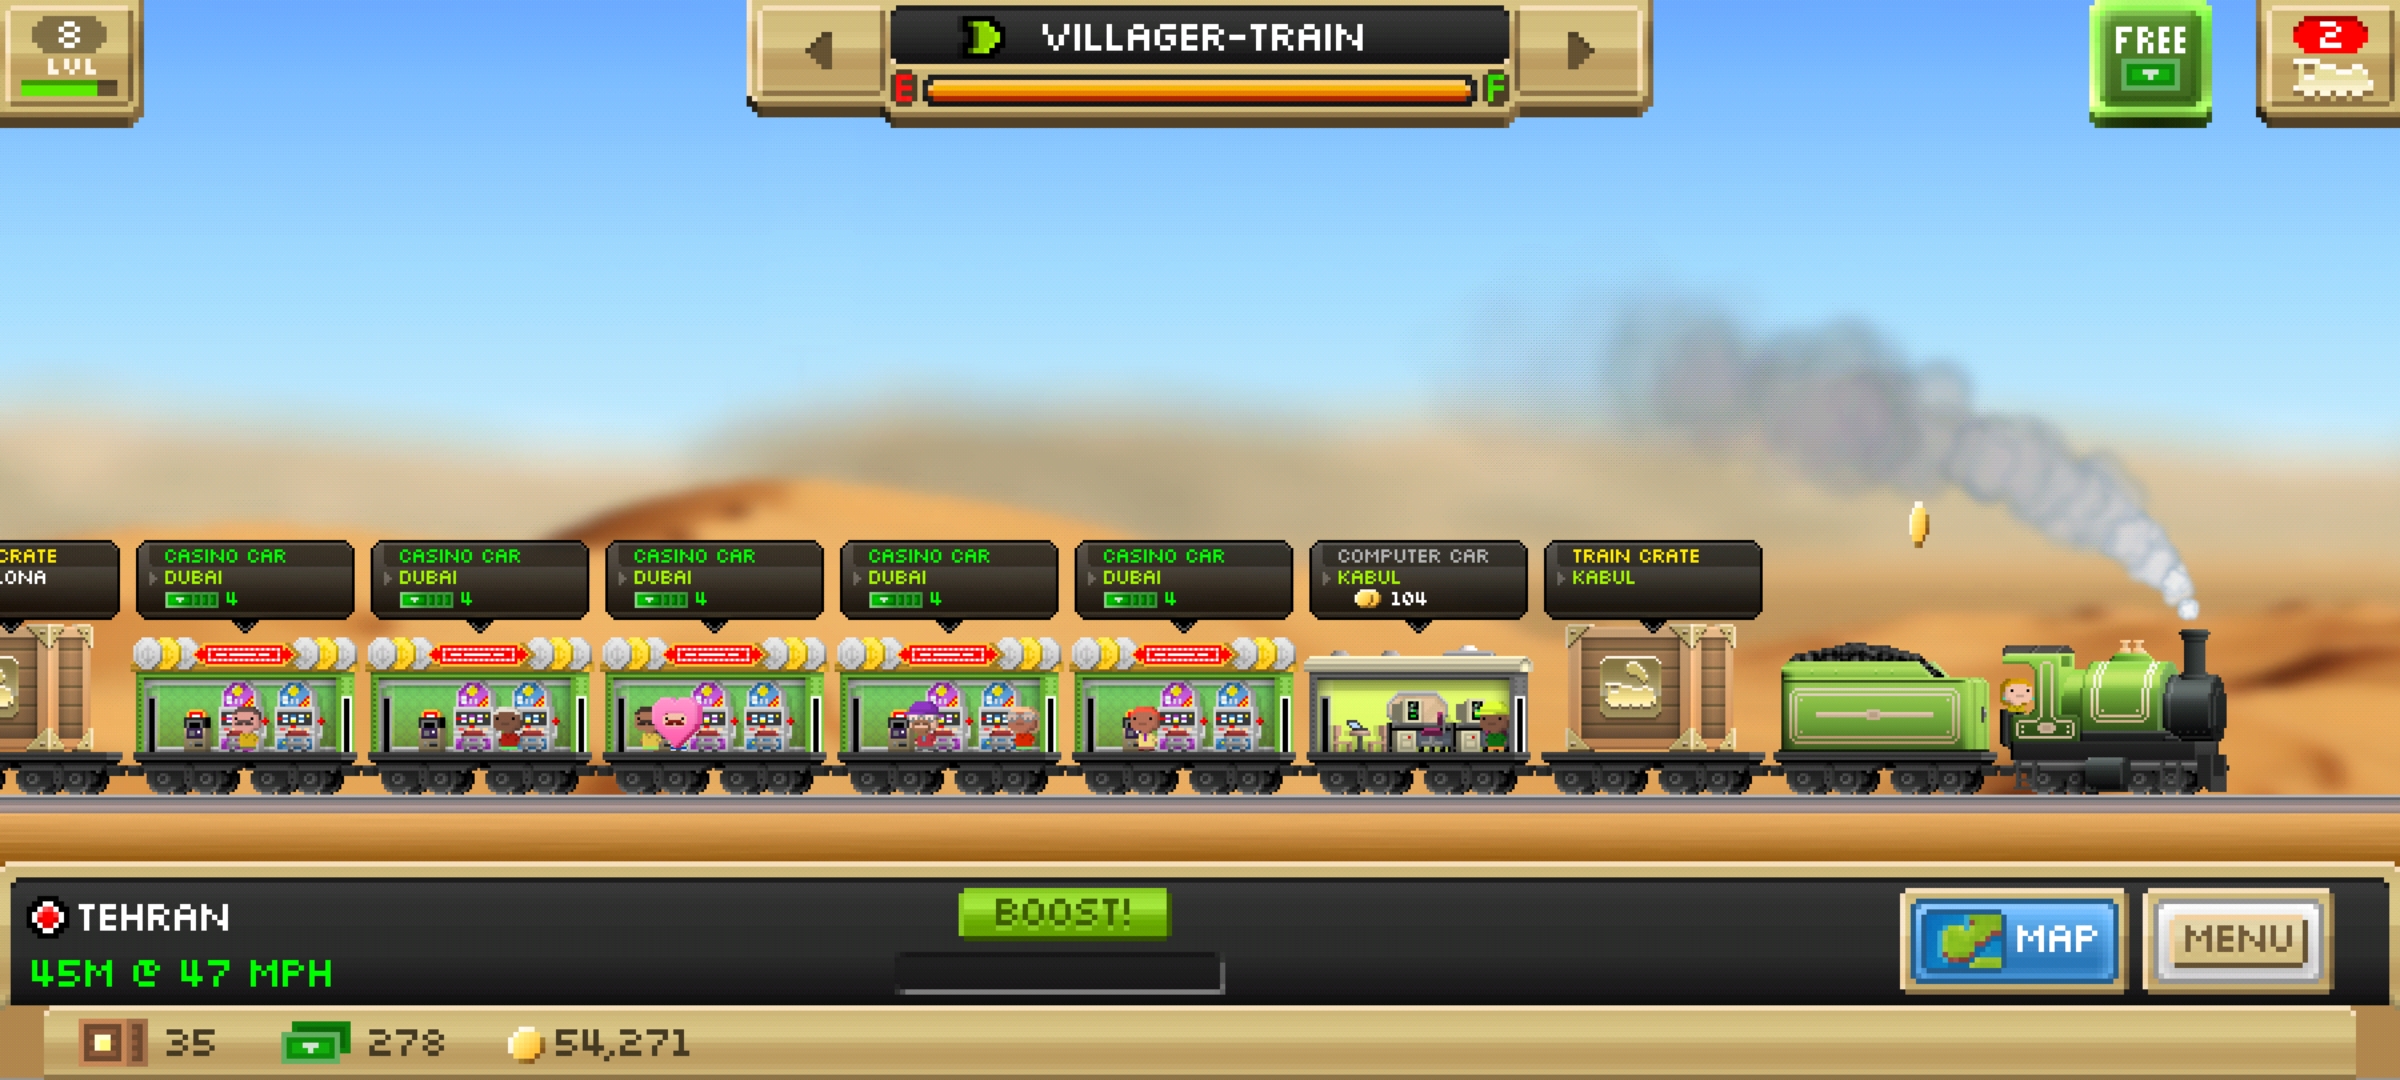 8
LVL
VILLAGER-TRAIN
E F
FREE
2
CRATE
LONA
CASINO CAR
DUBAI
4
CASINO CAR
DUBAI
4
CASINO CAR
DUBAI
4
CASINO CAR
DUBAI
4
CASINO CAR
DUBAI
4
COMPUTER CAR
KABUL
104
TRAIN CRATE
KABUL
TEHRAN
45M @ 47 MPH
BOOST!
MAP
MENU
35
278
54,271